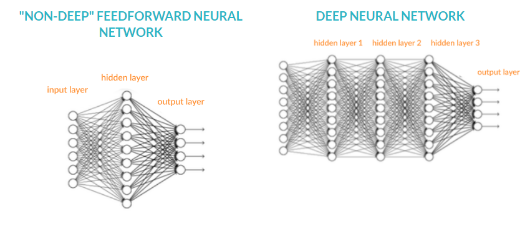 "NON-DEEP" FEEDFORWARD NEURAL
NETWORK
hidden layer
input layer
output layer
DEEP NEURAL NETWORK
hidden layer 1 hidden layer 2 hidden layer 3
output layer